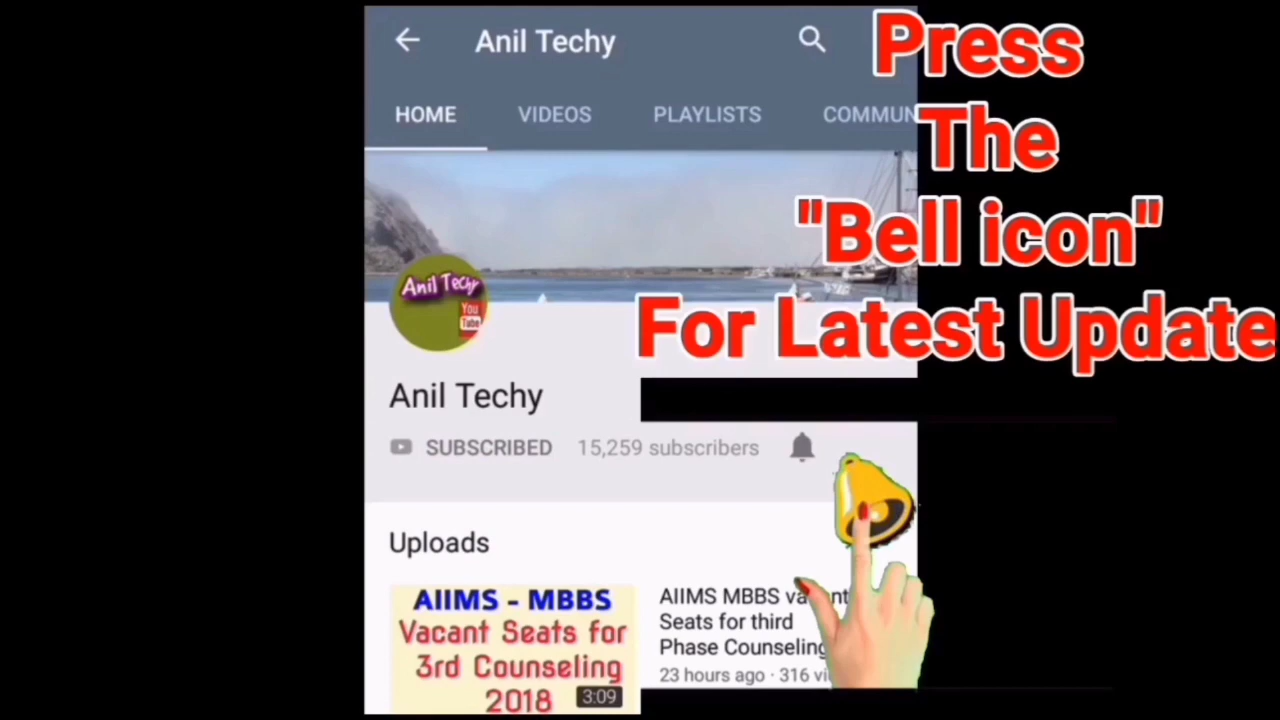 Anil Techy
Press
HOME VIDEOS PLAYLISTS COMMUN
The
"Bell icon"
Anil Techy
You
Tube
For Latest Update
Anil Techy
SUBSCRIBED 15,259 subscribers
Uploads
AIIMS - MBBS
Vacant Seats for
3rd Counseling
2018
3:09
AIIMS MBBS
Seats for third
Phase Counseling
23 hours ago · 316